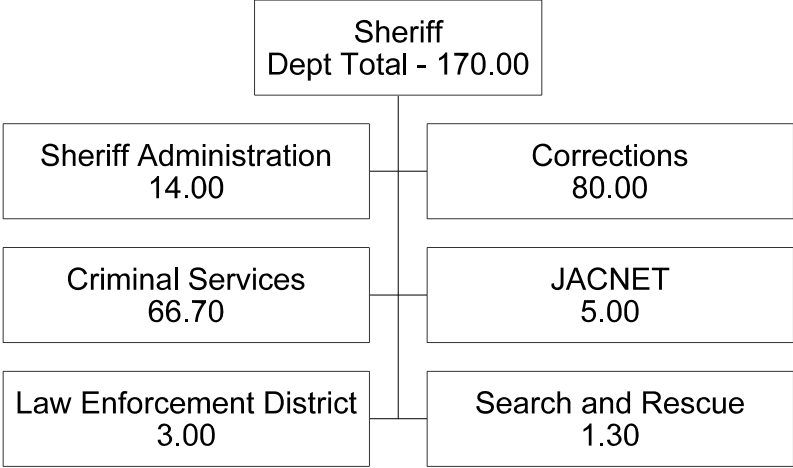 Sheriff
Dept Total - 170.00
Sheriff Administration
14.00
Corrections
80.00
Criminal Services
66.70
JACNET
5.00
Law Enforcement District
3.00
Search and Rescue
1.30